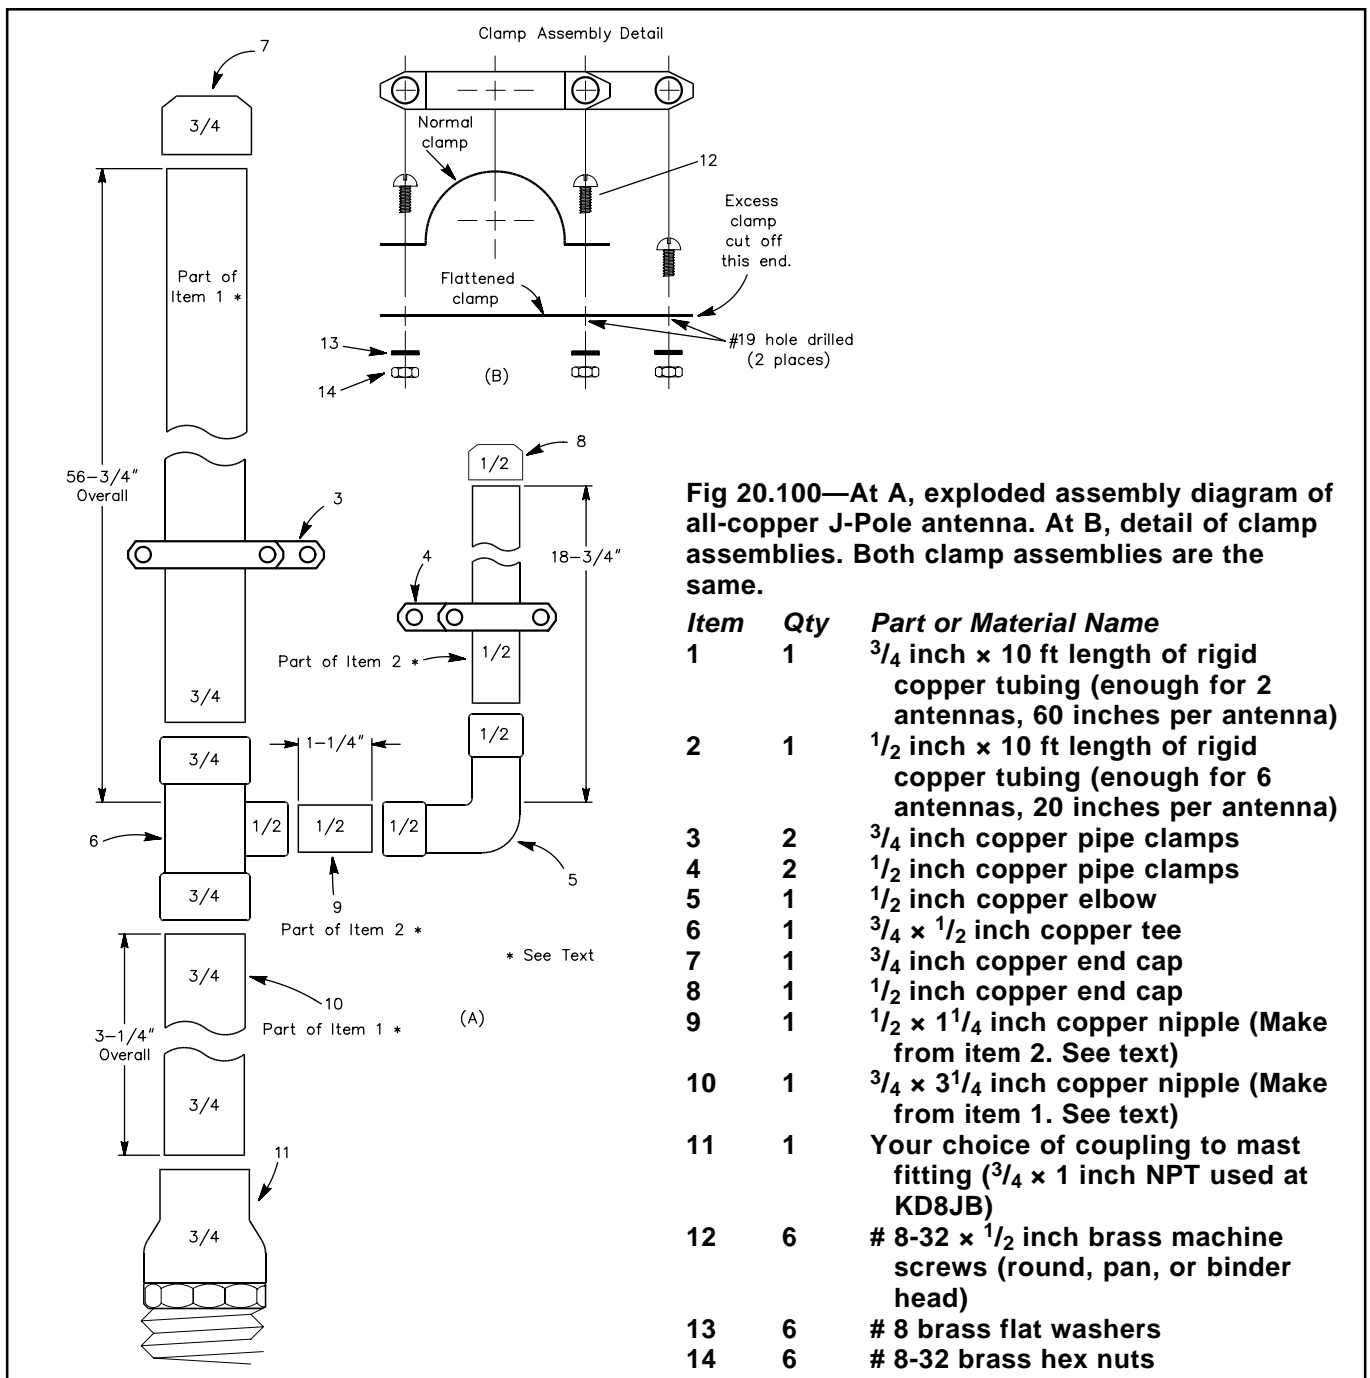 Clamp Assembly Detail
7
3/4
Normal
clamp
12
Excess
clamp
cut off
this end.
Part of
Item 1 *
Flattened
clamp
#19 hole drilled
(2 places)
13
14
(B)
56-3/4"
Overall
3
8
1/2
18-3/4"
4
Part of Item 2 *
1/2
3/4
1/2
3/4
1-1/4"
6
1/2
1/2
1/2
3/4
5
9
Part of Item 2 *
* See Text
3/4
10
Part of Item 1 *
(A)
3-1/4"
Overall
3/4
11
3/4
Fig 20.100—At A, exploded assembly diagram of
all-copper J-Pole antenna. At B, detail of clamp
assemblies. Both clamp assemblies are the
same.
Item Qty Part or Material Name
1 1 3/4 inch × 10 ft length of rigid
copper tubing (enough for 2
antennas, 60 inches per antenna)
2 1 1/2 inch × 10 ft length of rigid
copper tubing (enough for 6
antennas, 20 inches per antenna)
3 2 3/4 inch copper pipe clamps
4 2 1/2 inch copper pipe clamps
5 1 1/2 inch copper elbow
6 1 3/4 × 1/2 inch copper tee
7 1 3/4 inch copper end cap
8 1 1/2 inch copper end cap
9 1 1/2 × 1 1/4 inch copper nipple (Make
from item 2. See text)
10 1 3/4 × 3 1/4 inch copper nipple (Make
from item 1. See text)
11 1 Your choice of coupling to mast
fitting (3/4 × 1 inch NPT used at
KD8JB)
12 6 # 8-32 × 1/2 inch brass machine
screws (round, pan, or binder
head)
13 6 # 8 brass flat washers
14 6 # 8-32 brass hex nuts